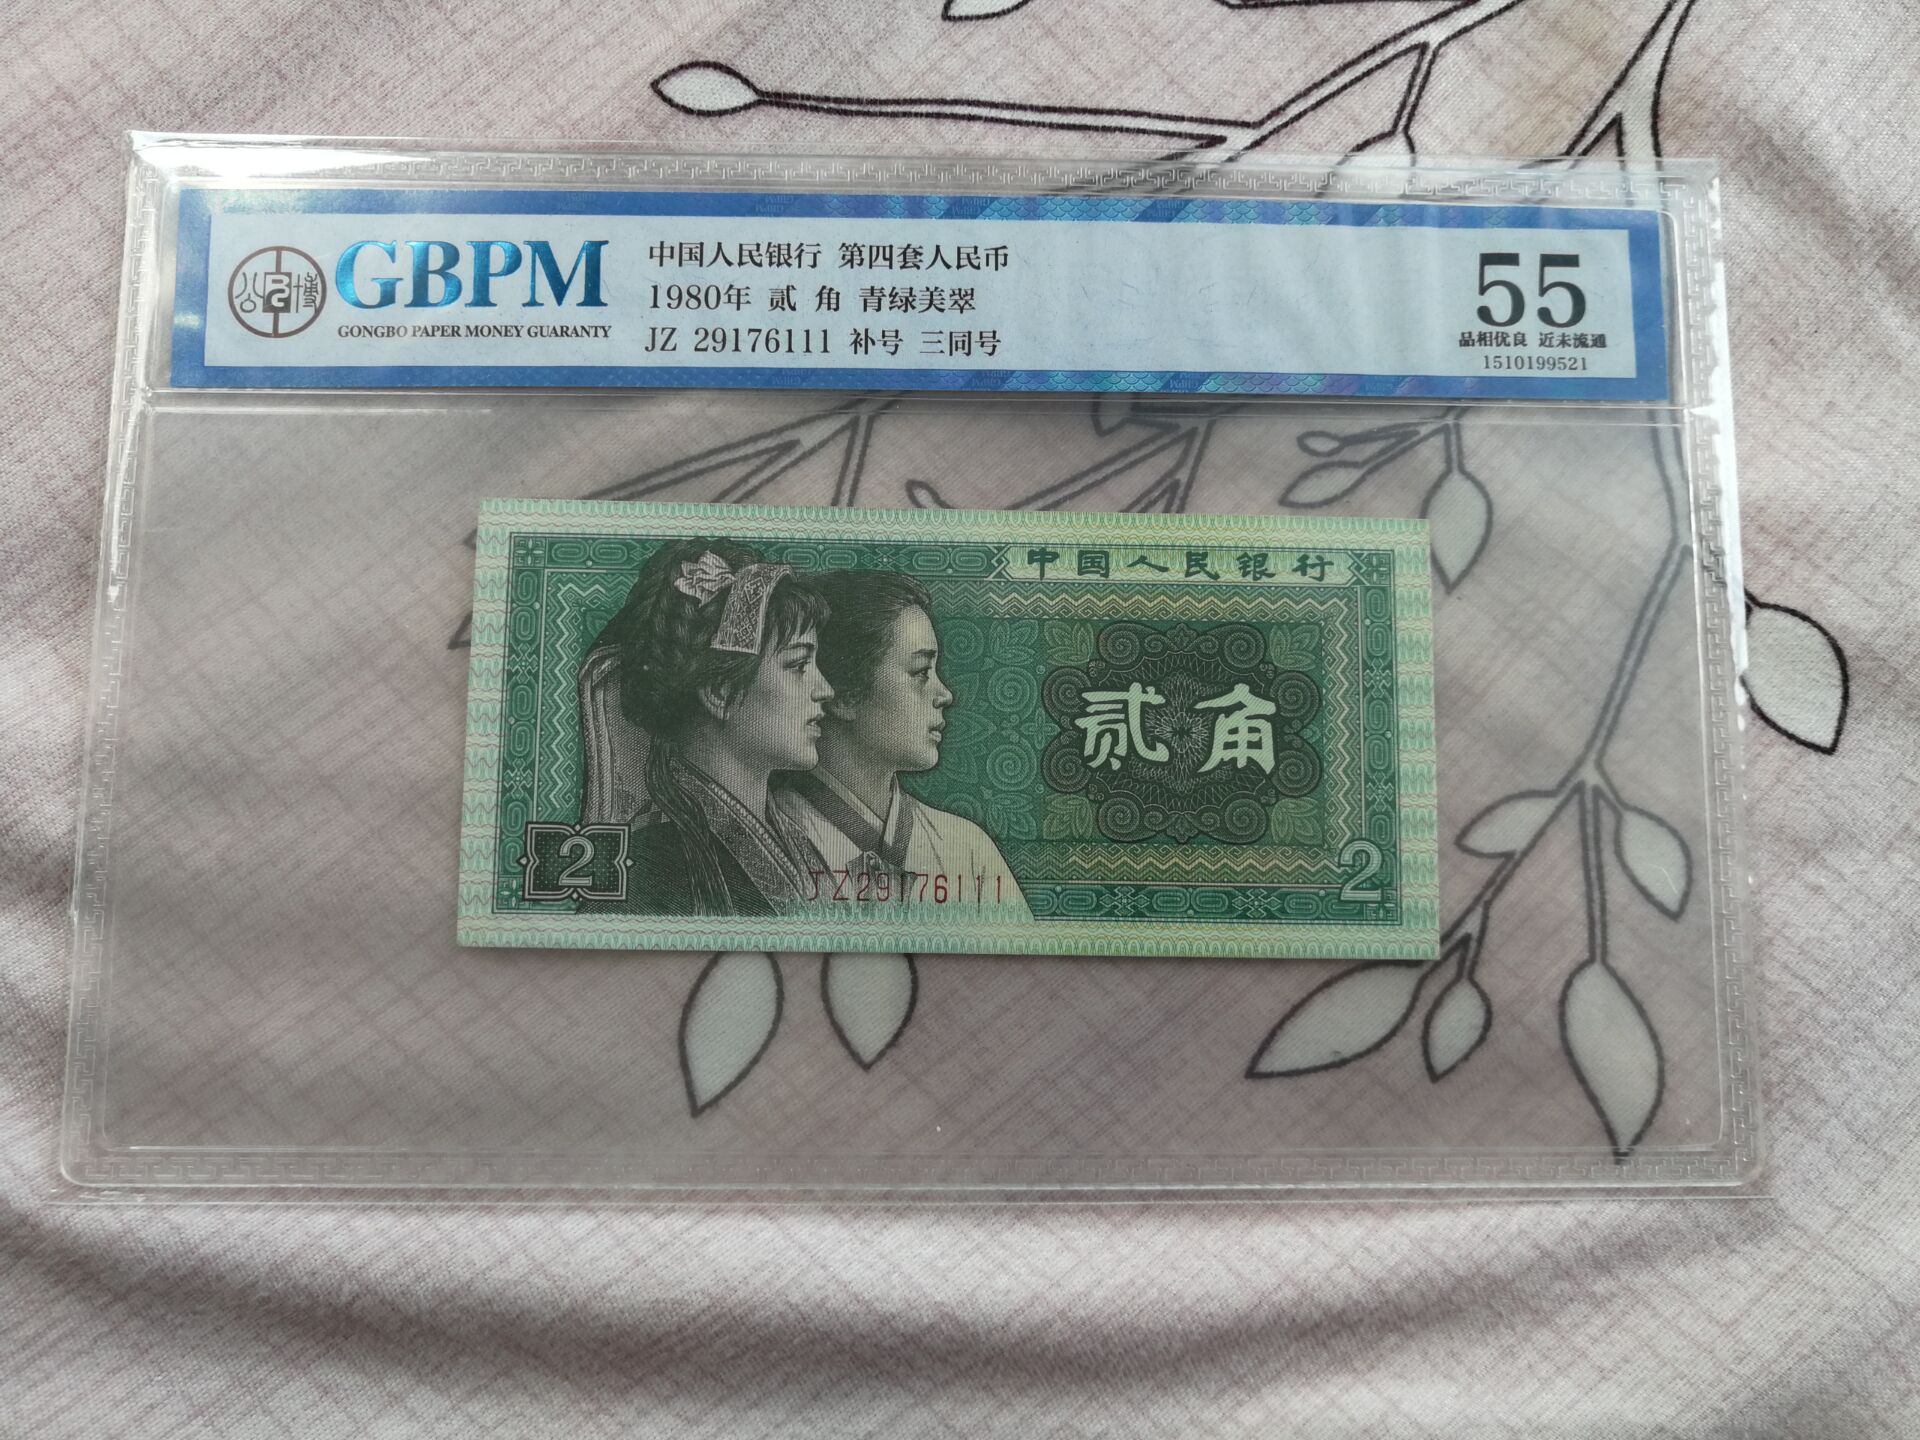 GBPM
GONGBO PAPER MONEY GUARANTY
中国人民银行 第四套人民币
1980年 贰 角 青绿美翠
JZ 29176111 补号 三同号
55
品相优良 近未流通
1510199521
中国人民银行
贰角
2
JZ29176111
2